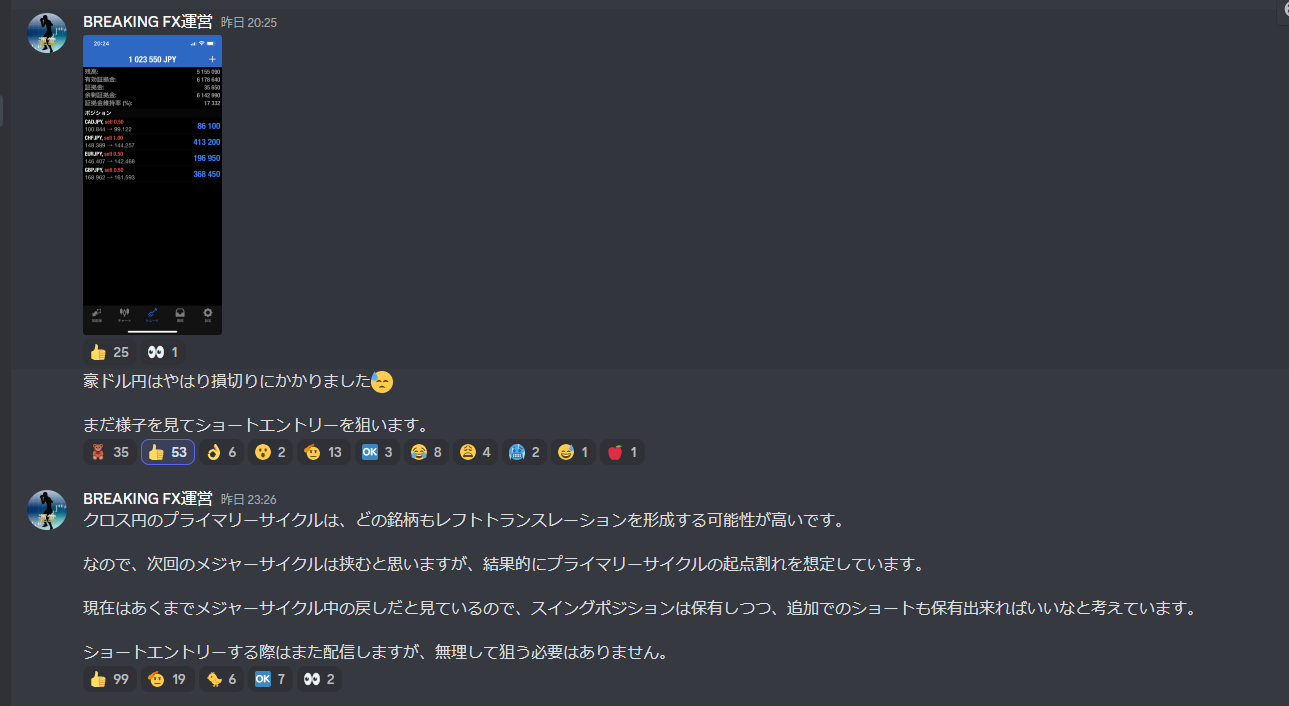 BREAKING FX運営 昨日 20:25
20:24
1 023 550 JPY +
残高: 5 155 090
有効証拠金: 6 178 640
証拠金: 35 650
余剰証拠金: 6 142 990
証拠金維持率 (%): 17 332
ポジション
CADJPY, sell 0.50
100.844 → 99.122 86 100
CHFJPY, sell 1.00
148.389 → 144.257 413 200
EURJPY, sell 0.50
146.407 → 142.468 196 950
GBPJPY, sell 0.50
168.962 → 161.593 368 450
チャート
トレード
👍 25 👀 1
豪ドル円はやはり損切りにかかりました😓
まだ様子を見てショートエントリーを狙います。
35 53 6 2 13 OK 3 8 4 2 1 1
BREAKING FX運営 昨日 23:26
クロス円のプライマリーサイクルは、どの銘柄もレフトトランスレーションを形成する可能性が高いです。
なので、次回のメジャーサイクルは挟むと思いますが、結果的にプライマリーサイクルの起点割れを想定しています。
現在はあくまでメジャーサイクル中の戻しだと見ているので、スイングポジションは保有しつつ、追加でのショートも保有出来ればいいなと考えています。
ショートエントリーする際はまた配信しますが、無理して狙う必要はありません。
99 19 6 OK 7 2